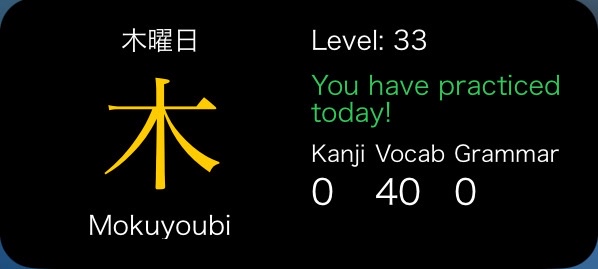 木曜日
木
Mokuyoubi
Level: 33
You have practiced
today!
Kanji Vocab Grammar
0 40 0